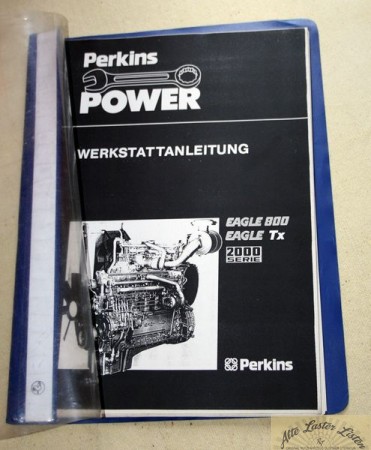 Perkins
POWER
WERKSTATTANLEITUNG
EAGLE 800
EAGLE Tx
2000
SERIE
Perkins
Alte Laster Listen